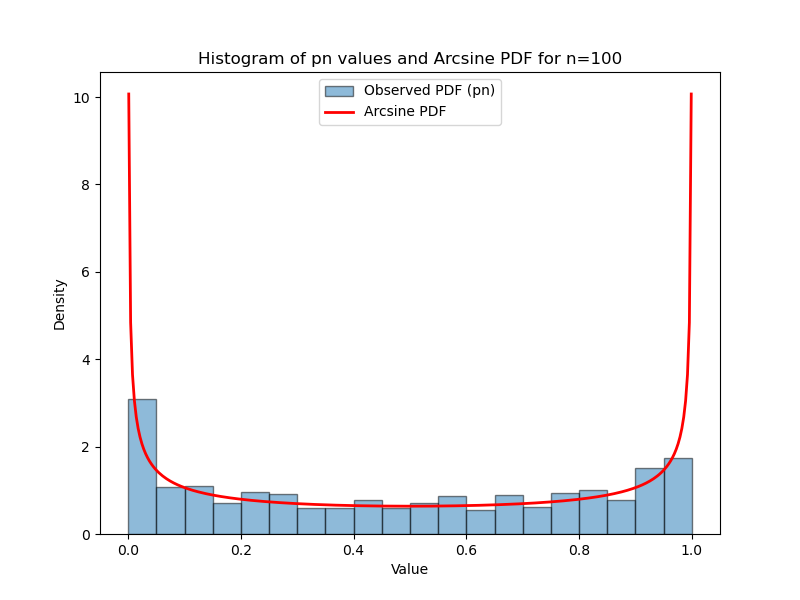 Histogram of pn values and Arcsine PDF for n=100
Observed PDF (pn)
Arcsine PDF
10
8
6
4
2
0
Density
0.0 0.2 0.4 0.6 0.8 1.0
Value